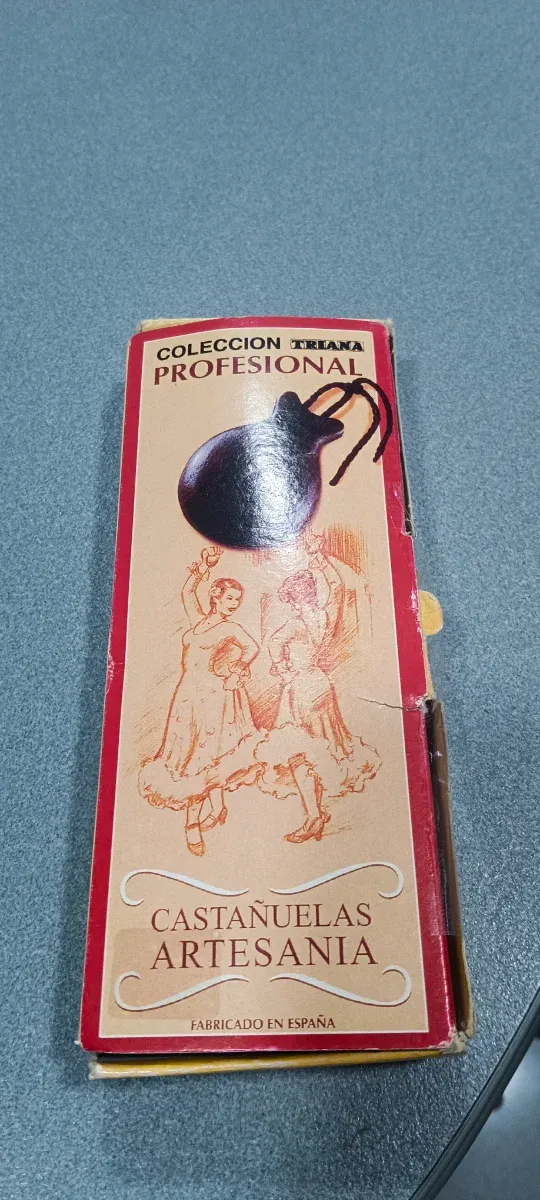 COLECCION TRIANA
PROFESIONAL
CASTAÑUELAS
ARTESANIA
FABRICADO EN ESPAÑA